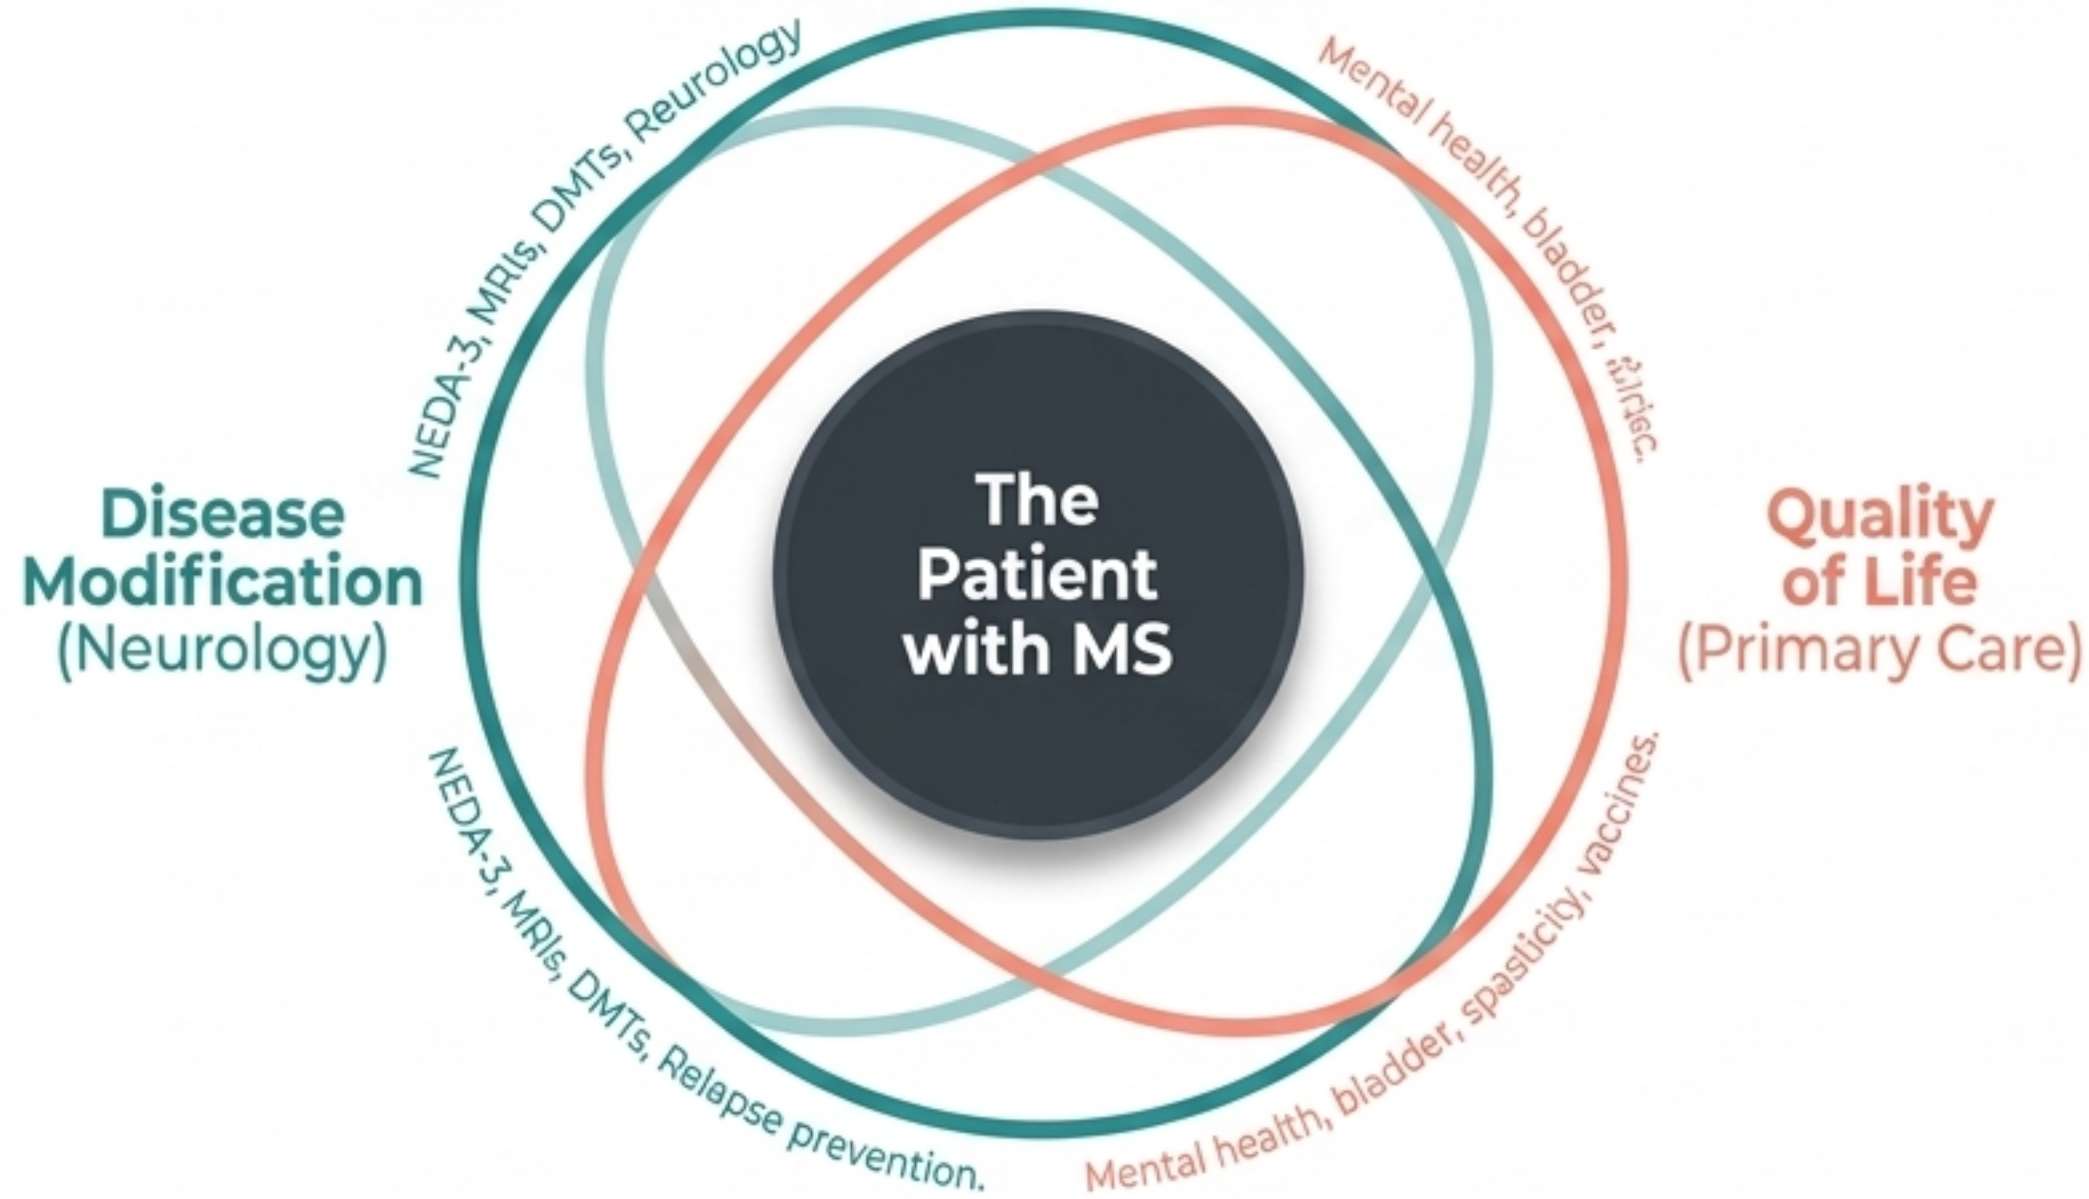 NEDA-3, MRIs, DMTs, Reurology
Mental health, bladder,
Disease
Modification
(Neurology)
The
Patient
with MS
Quality
of Life
(Primary Care)
NEDA-3, MRIs, DMTs, Relapse prevention.
Mental health, bladder, spasticity, vaccines.